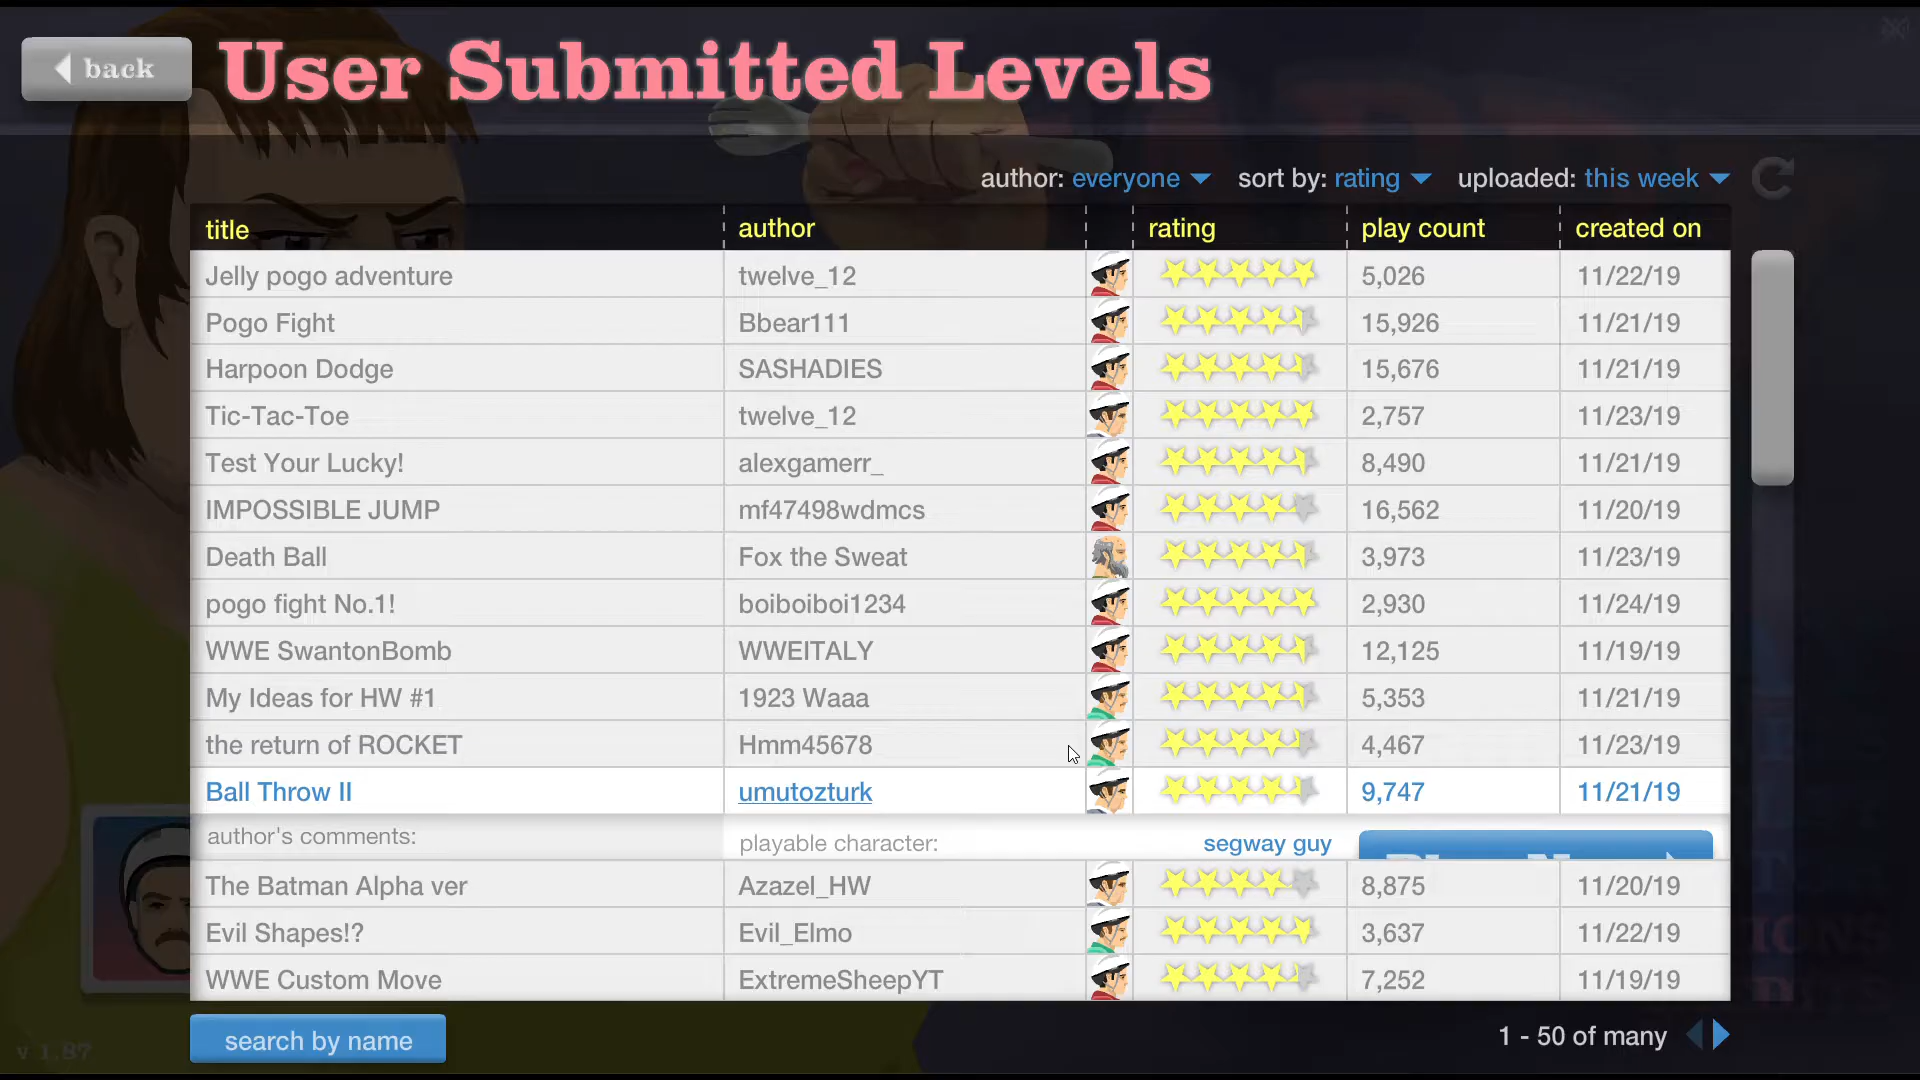 back
User Submitted Levels
author: everyone sort by: rating uploaded: this week
title author rating play count created on
Jelly pogo adventure twelve_12 5,026 11/22/19
Pogo Fight Bbear111 15,926 11/21/19
Harpoon Dodge SASHADIES 15,676 11/21/19
Tic-Tac-Toe twelve_12 2,757 11/23/19
Test Your Lucky! alexgamerr_ 8,490 11/21/19
IMPOSSIBLE JUMP mf47498wdmcs 16,562 11/20/19
Death Ball Fox the Sweat 3,973 11/23/19
pogo fight No.1! boiboiboi1234 2,930 11/24/19
WWE SwantonBomb WWEITALY 12,125 11/19/19
My Ideas for HW #1 1923 Waaa 5,353 11/21/19
the return of ROCKET Hmm45678 4,467 11/23/19
Ball Throw II umutozturk 9,747 11/21/19
author's comments: playable character: segway guy
The Batman Alpha ver Azazel_HW 8,875 11/20/19
Evil Shapes!? Evil_Elmo 3,637 11/22/19
WWE Custom Move ExtremeSheepYT 7,252 11/19/19
search by name 1 - 50 of many
v 1.87